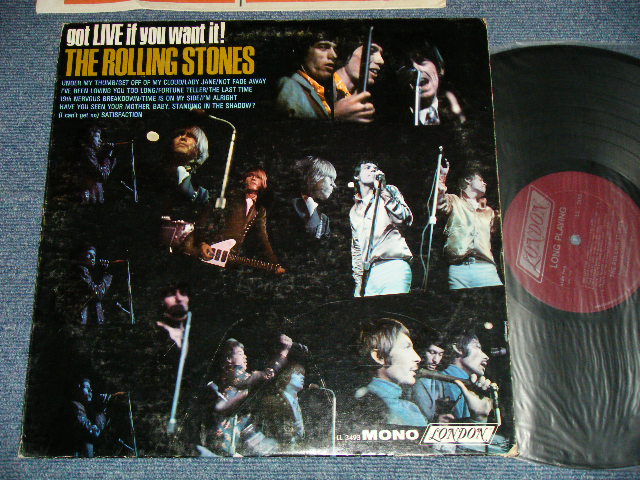 got LIVE if you want it!
THE ROLLING STONES
UNDER MY THUMB/GET OFF OF MY CLOUD/LADY JANE/NOT FADE AWAY
I'VE BEEN LOVING YOU TOO LONG/FORTUNE TELLER/THE LAST TIME
19th NERVOUS BREAKDOWN/TIME IS ON MY SIDE/I'M ALRIGHT
HAVE YOU SEEN YOUR MOTHER, BABY, STANDING IN THE SHADOW?
(I can't get no) SATISFACTION
LL 3493 MONO LONDON
LONDON
LONG PLAYING